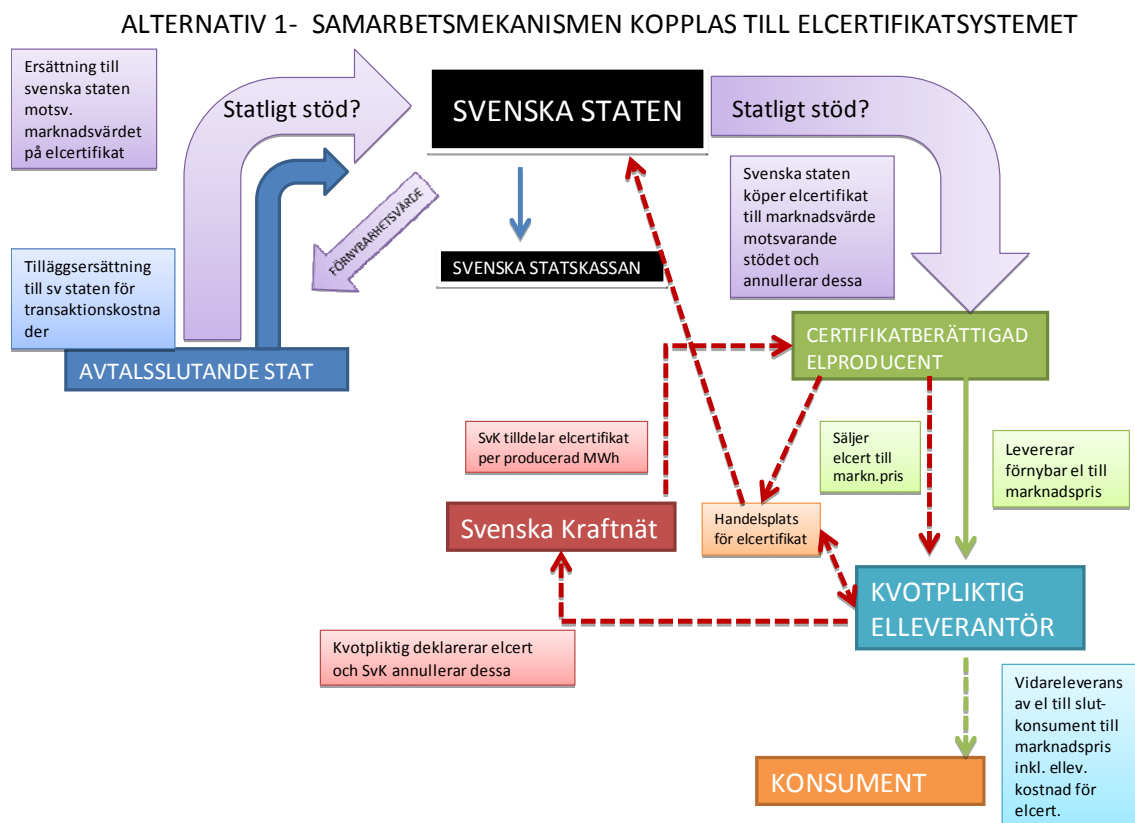 ALTERNATIV 1- SAMARBETSMEKANISMEN KOPPLAS TILL ELCERTIFIKATSYSTEMET
Ersättning till
svenska staten
motsv.
marknadsvärdet
på elcertifikat
Statligt stöd?
SVENSKA STATEN
Statligt stöd?
Svenska staten
köper elcertifikat
till marknadsvärde
motsvarande
stödet och
annullerar dessa
FÖRNYBARHETSVÄRDE
SVENSKA STATSKASSAN
Tilläggsersättning
till sv staten för
transaktionskostna
der
AVTALSSLUTANDE STAT
CERTIFIKATBERÄTTIGAD
ELPRODUCENT
SvK tilldelar elcertifikat
per producerad MWh
Säljer
elcert till
markn.pris
Levererar
förnybar el till
marknadspris
Svenska Kraftnät
Handelsplats
för elcertifikat
KVOTPLIKTIG
ELLEVERANTÖR
Kvotpliktig deklarerar elcert
och SvK annullerar dessa
Vidareleverans
av el till slut-
konsument till
marknadspris
inkl. ellev.
kostnad för
elcert.
KONSUMENT